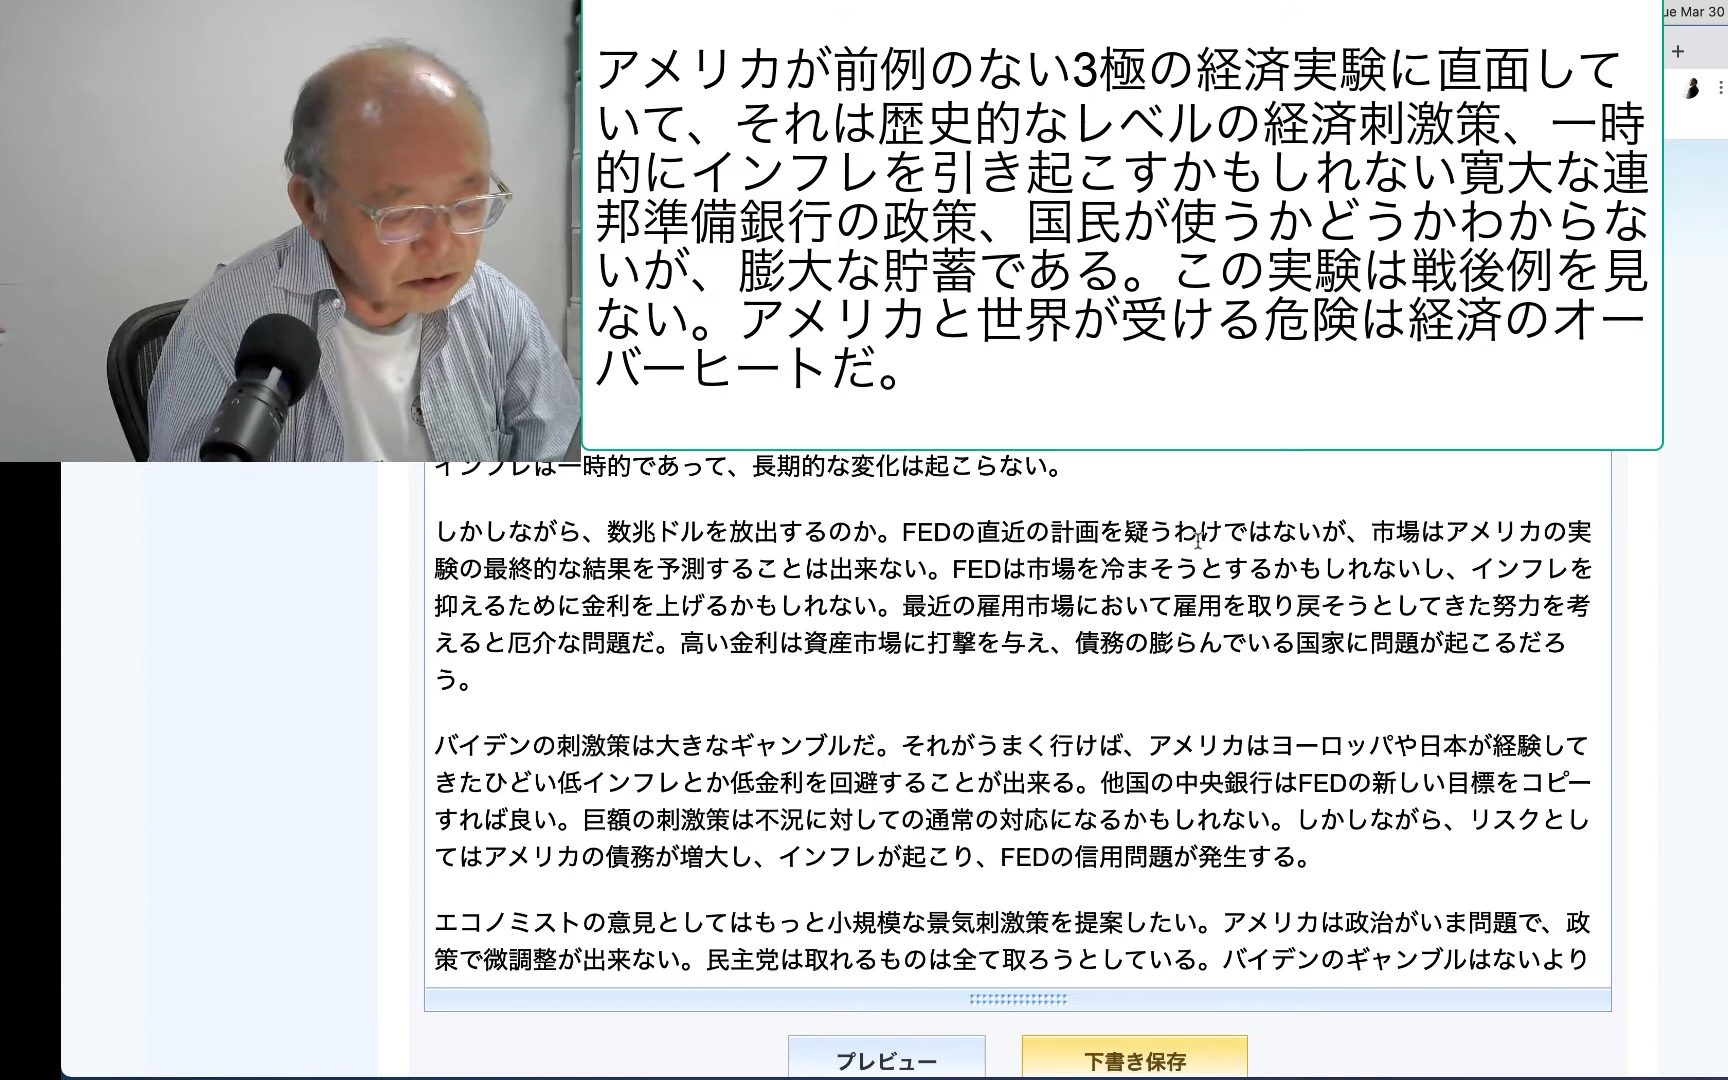 ue Mar 30
アメリカが前例のない3極の経済実験に直面して
いて、それは歴史的なレベルの経済刺激策、一時
的にインフレを引き起こすかもしれない寛大な連
邦準備銀行の政策、国民が使うかどうかわからな
いが、膨大な貯蓄である。この実験は戦後例を見
ない。アメリカと世界が受ける危険は経済のオー
バーヒートだ。
インフレは一時的であって、長期的な変化は起こらない。
しかしながら、数兆ドルを放出するのか。FEDの直近の計画を疑うわけではないが、市場はアメリカの実
験の最終的な結果を予測することは出来ない。FEDは市場を冷まそうとするかもしれないし、インフレを
抑えるために金利を上げるかもしれない。最近の雇用市場において雇用を取り戻そうとしてきた努力を考
えると厄介な問題だ。高い金利は資産市場に打撃を与え、債務の膨らんでいる国家に問題が起こるだろ
う。
バイデンの刺激策は大きなギャンブルだ。それがうまく行けば、アメリカはヨーロッパや日本が経験して
きたひどい低インフレとか低金利を回避することが出来る。他国の中央銀行はFEDの新しい目標をコピー
すれば良い。巨額の刺激策は不況に対しての通常の対応になるかもしれない。しかしながら、リスクとし
てはアメリカの債務が増大し、インフレが起こり、FEDの信用問題が発生する。
エコノミストの意見としてはもっと小規模な景気刺激策を提案したい。アメリカは政治がいま問題で、政
策で微調整が出来ない。民主党は取れるものは全て取ろうとしている。バイデンのギャンブルはないより
プレビュー
下書き保存